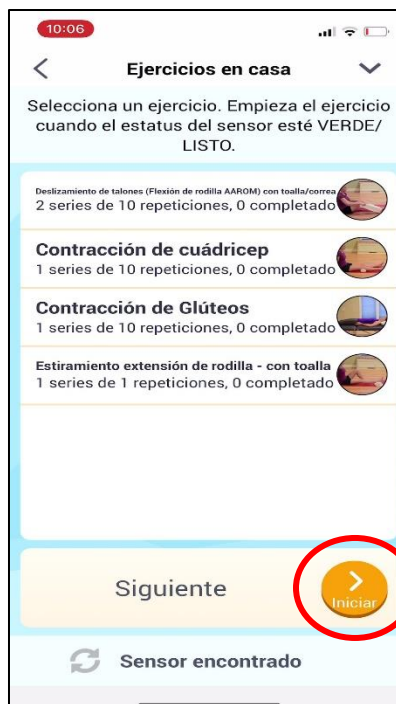 10:06
Ejercicios en casa
Selecciona un ejercicio. Empieza el ejercicio
cuando el estatus del sensor esté VERDE/
LISTO.
Deslizamiento de talones (Flexión de rodilla AAROM) con toalla/correa
2 series de 10 repeticiones, 0 completado
Contracción de cuádricep
1 series de 10 repeticiones, 0 completado
Contracción de Glúteos
1 series de 10 repeticiones, 0 completado
Estiramiento extensión de rodilla - con toalla
1 series de 1 repeticiones, 0 completado
Siguiente
Iniciar
Sensor encontrado